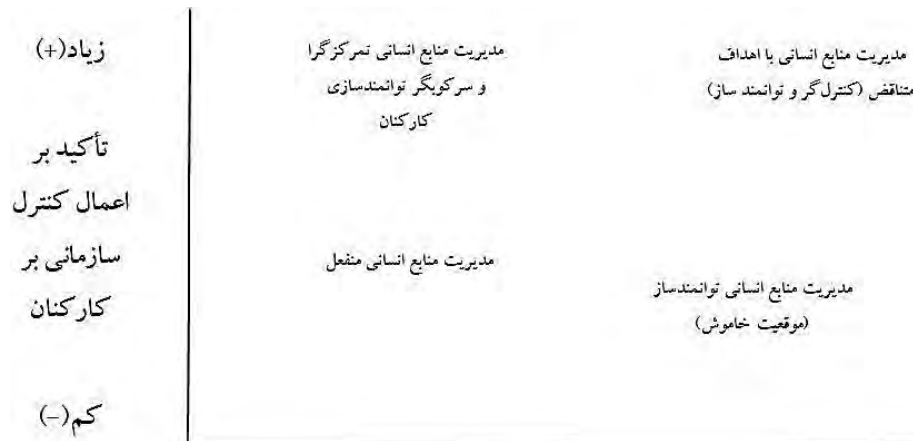 زیاد(+)
تأکید بر
اعمال کنترل
سازمانی بر
کارکنان
کم(–)
مدیریت منابع انسانی تمرکزگرا
و سرکوبگر توانمندسازی
کارکنان
مدیریت منابع انسانی با اهداف
متناقض (کنترل‌گر و توانمند ساز)
مدیریت منابع انسانی منفعل
مدیریت منابع انسانی توانمندساز
(موقعیت خاموش)